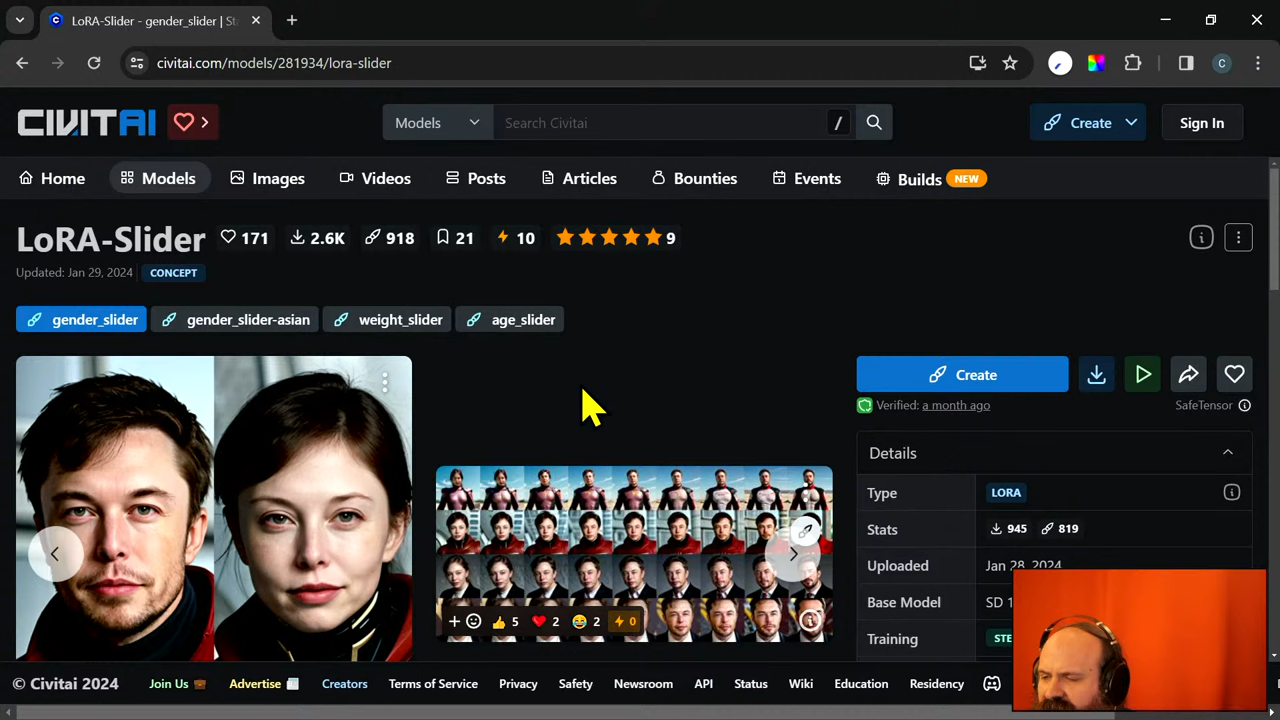 LoRA-Slider - gender_slider | St
civitai.com/models/281934/lora-slider
C
CIVITAI
Models
Search Civitai
/
Create
Sign In
Home
Models
Images
Videos
Posts
Articles
Bounties
Events
Builds
NEW
LoRA-Slider
171
2.6K
918
21
10
9
Updated: Jan 29, 2024
CONCEPT
gender_slider
gender_slider-asian
weight_slider
age_slider
Create
Verified: a month ago
SafeTensor
Details
Type
LORA
Stats
945
819
Uploaded
Jan 28, 2024
Base Model
SD 1
Training
STE
5
2
2
0
© Civitai 2024
Join Us
Advertise
Creators
Terms of Service
Privacy
Safety
Newsroom
API
Status
Wiki
Education
Residency